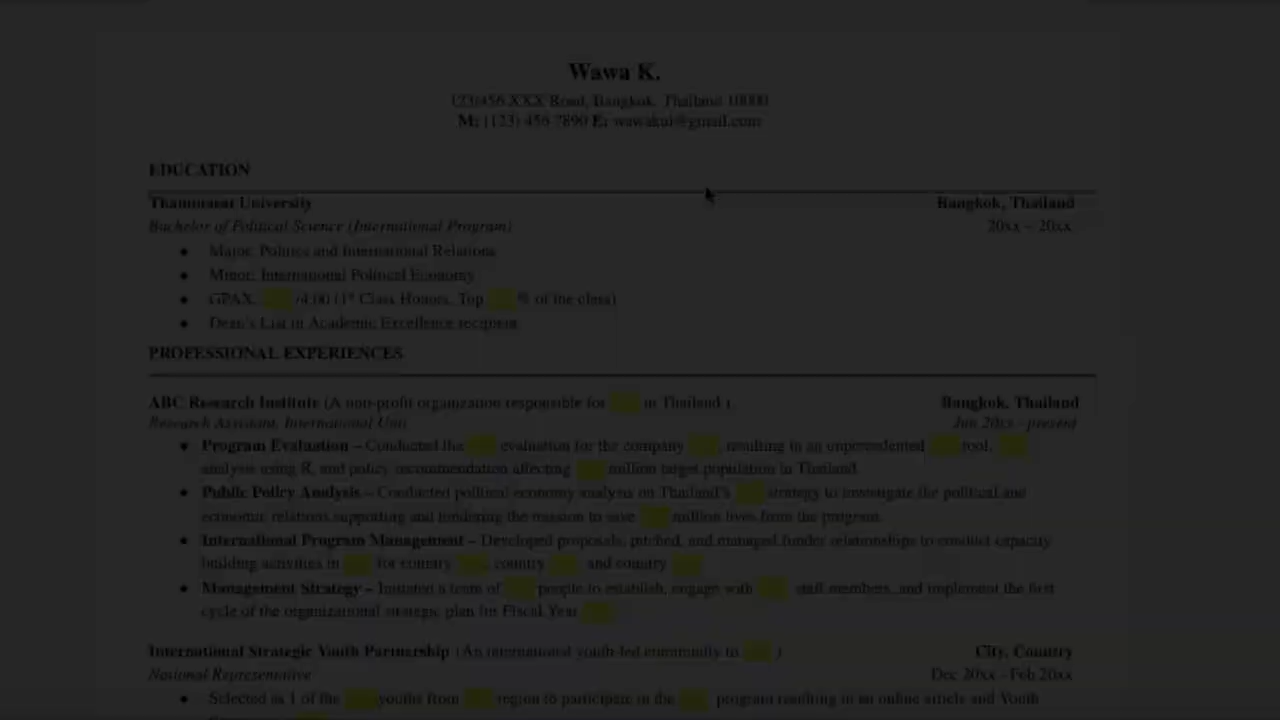 Wawa K.
123/456 XXX Road, Bangkok, Thailand 10000
M: (123) 456 7890 E: wawakul@gmail.com
EDUCATION
Thammasat University Bangkok, Thailand
Bachelor of Political Science (International Program) 20xx – 20xx
● Major: Politics and International Relations
● Minor: International Political Economy
● GPAX: /4.00 (1st Class Honors, Top % of the class)
● Dean's List in Academic Excellence recipient
PROFESSIONAL EXPERIENCES
ABC Research Institute (A non-profit organization responsible for in Thailand ) Bangkok, Thailand
Research Assistant, International Unit Jun 20xx - present
● Program Evaluation – Conducted the evaluation for the company , resulting in an unprecedented tool,
analysis using R, and policy recommendation affecting million target population in Thailand.
● Public Policy Analysis – Conducted political economy analysis on Thailand's strategy to investigate the political and
economic relations supporting and hindering the mission to save million lives from the program.
● International Program Management – Developed proposals, pitched, and managed funder relationships to conduct capacity
building activities in for country , country and country
● Management Strategy – Initiated a team of people to establish, engage with staff members, and implement the first
cycle of the organizational strategic plan for Fiscal Year
International Strategic Youth Partnership (An international youth-led community to ) City, Country
National Representative Dec 20xx - Feb 20xx
● Selected as 1 of the youths from region to participate in the program resulting in an online article and Youth